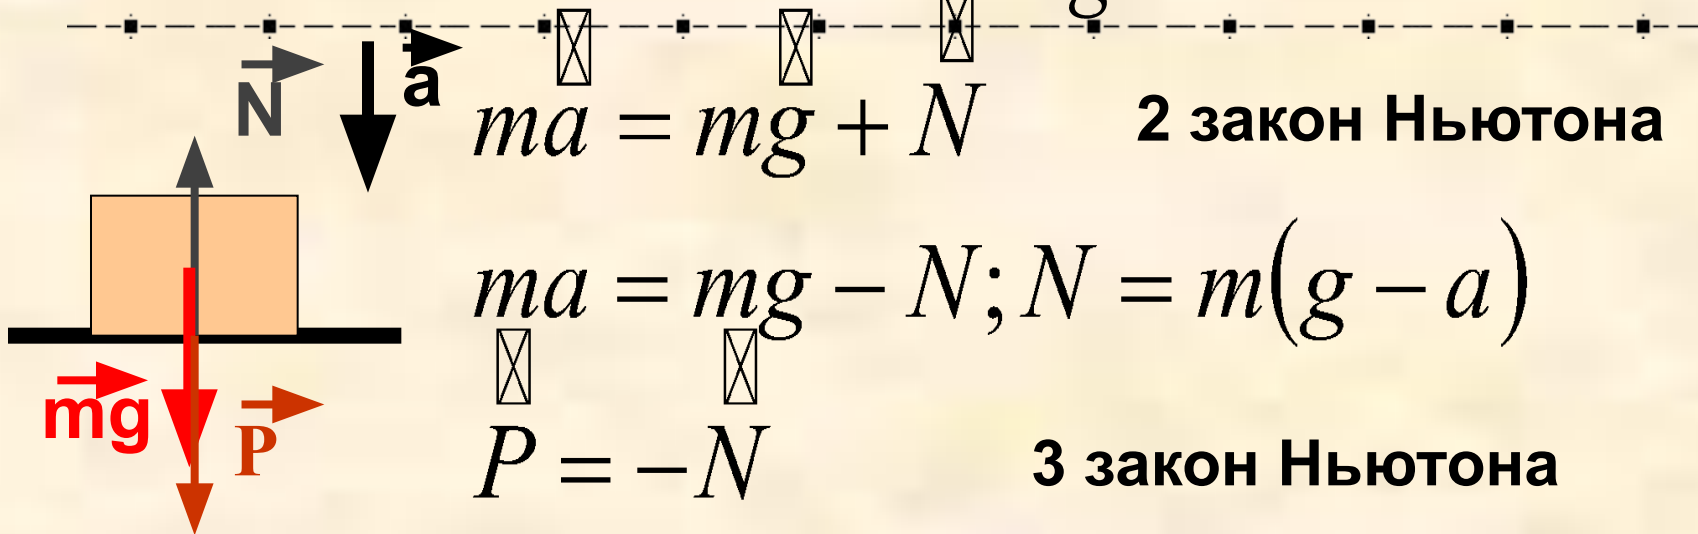 g
N a
ma = mg + N 2 закон Ньютона
ma = mg − N; N = m(g − a)
mg P
P = −N 3 закон Ньютона